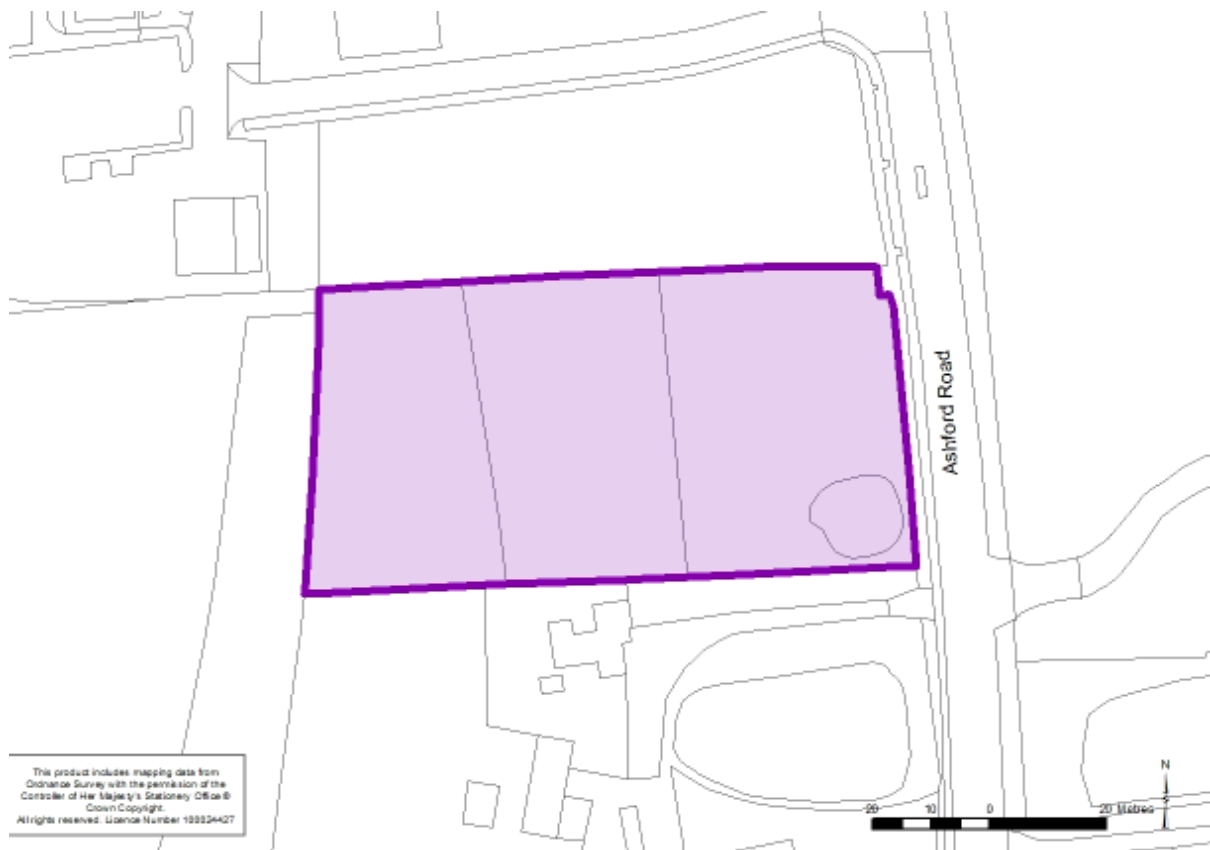 Ashford Road
N
20 10 0 20 Metres
This product includes mapping data from
Ordnance Survey with the permission of the
Controller of Her Majesty's Stationery Office ©
Crown Copyright.
All rights reserved. Licence Number 100024427